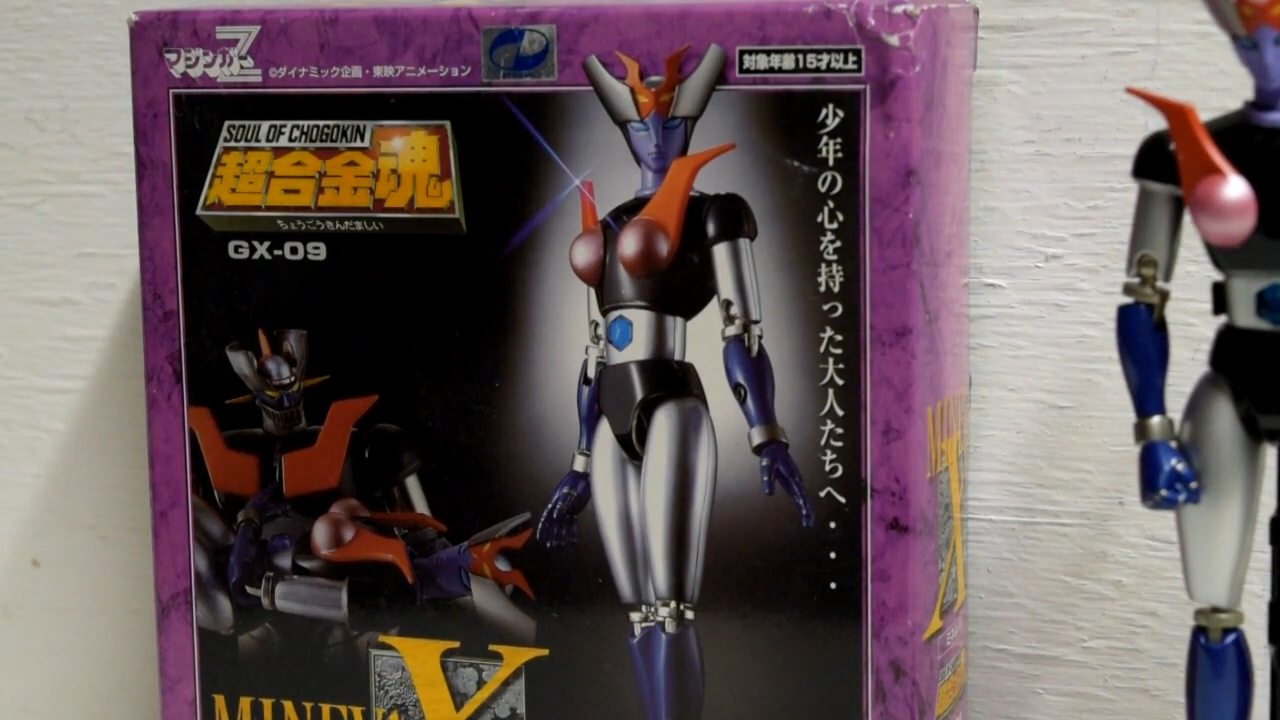 マジンガーZ
©ダイナミック企画・東映アニメーション
対象年齢15才以上
SOUL OF CHOGOKIN
超合金魂
ちょうごうきんだましい
GX-09
少年の心を持った大人たちへ・・・
MINEVA
X